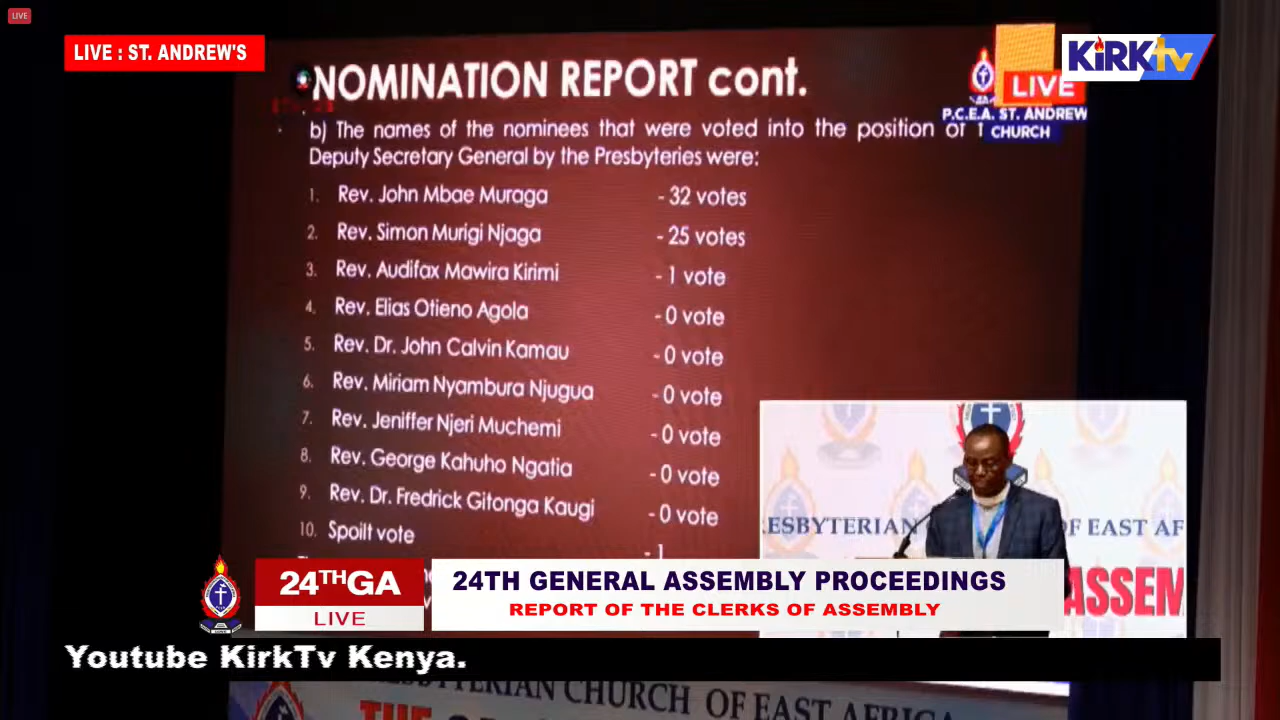 LIVE
LIVE : ST. ANDREW'S
NOMINATION REPORT cont.
KiRKtv
LIVE
P.C.E.A. ST. ANDREW
CHURCH
b) The names of the nominees that were voted into the position of
Deputy Secretary General by the Presbyteries were:
1. Rev. John Mbae Muraga - 32 votes
2. Rev. Simon Murigi Njaga - 25 votes
3. Rev. Audifax Mawira Kirimi - 1 vote
4. Rev. Elias Otieno Agola - 0 vote
5. Rev. Dr. John Calvin Kamau - 0 vote
6. Rev. Miriam Nyambura Njugua - 0 vote
7. Rev. Jeniffer Njeri Muchemi - 0 vote
8. Rev. George Kahuho Ngatia - 0 vote
9. Rev. Dr. Fredrick Gitonga Kaugi - 0 vote
10. Spoilt vote - 1
ESBYTERIAN OF EAST AF
ASSEM
24THGA
LIVE
24TH GENERAL ASSEMBLY PROCEEDINGS
REPORT OF THE CLERKS OF ASSEMBLY
Youtube KirkTv Kenya.
ESBYTERIAN CHURCH OF EAST AFRICA
THE